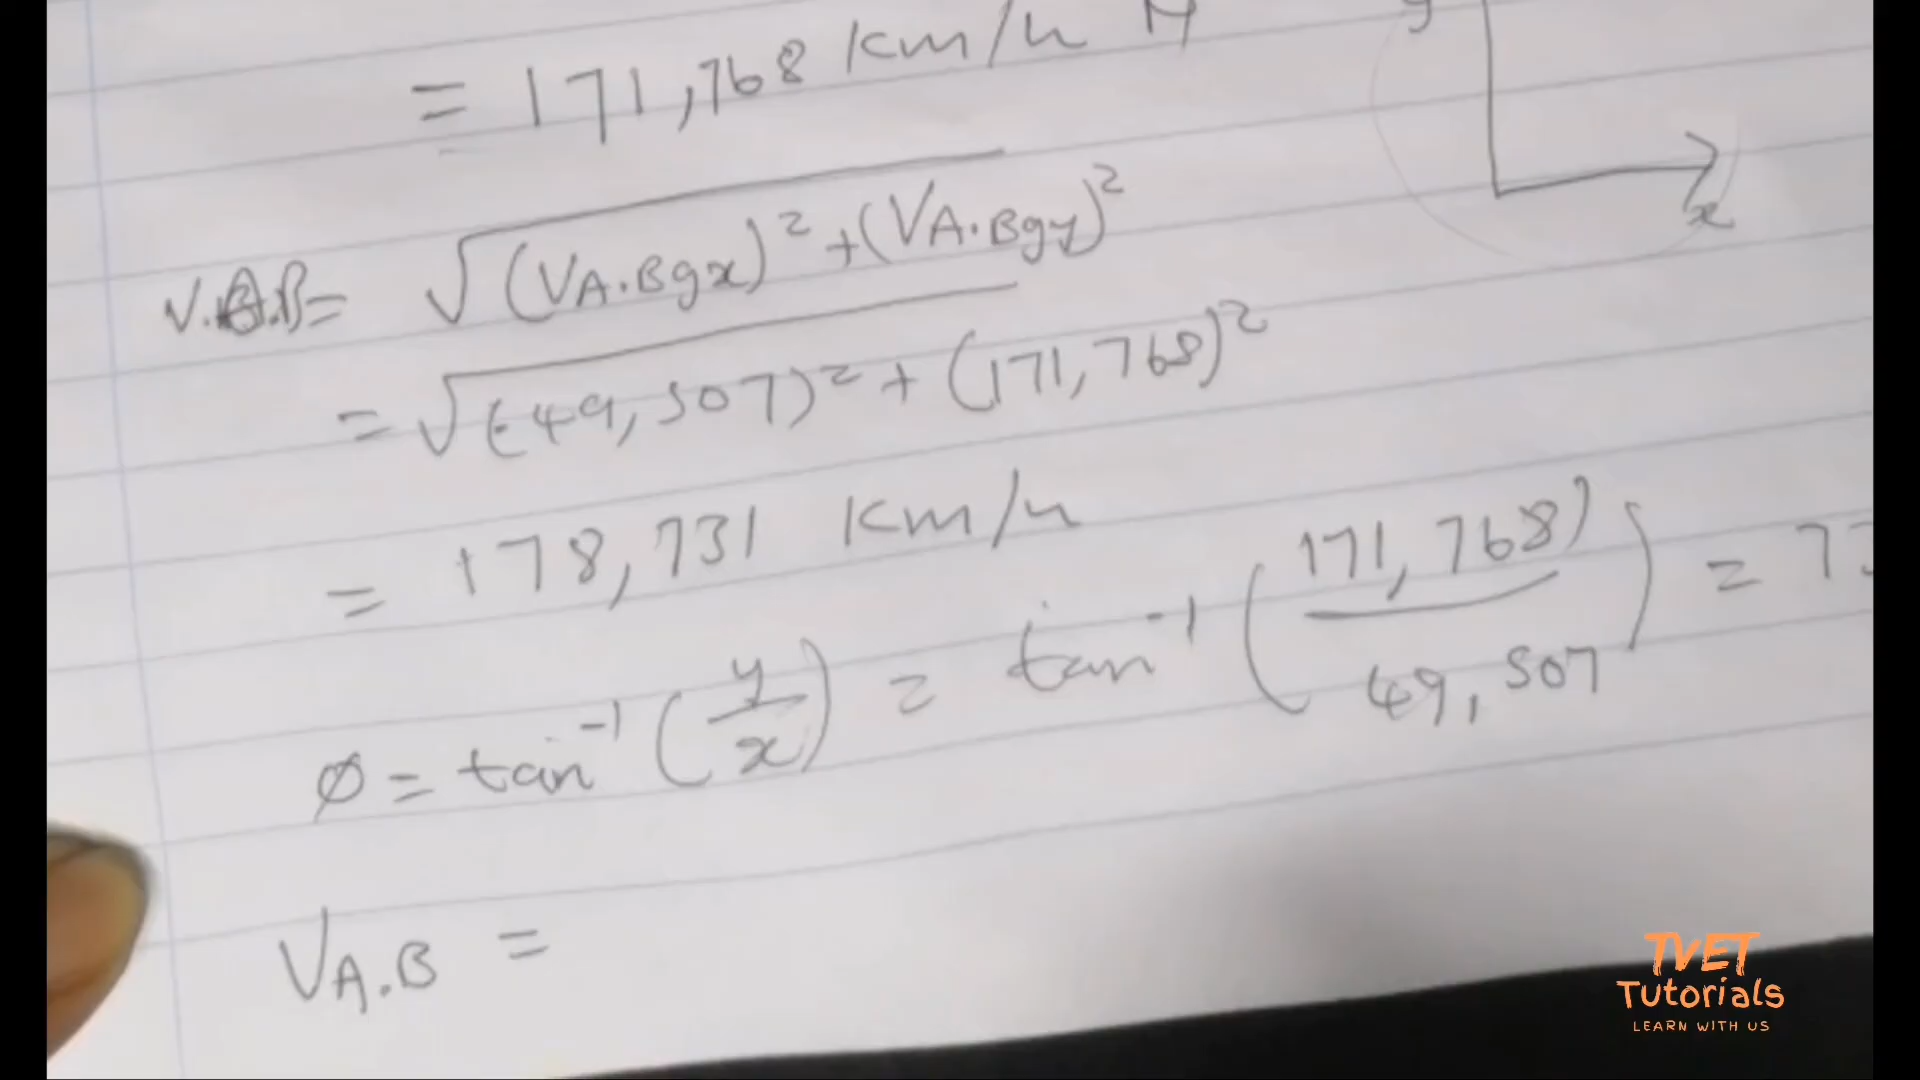 = 171,768 km/h N
y
x
V.A.B = √(VA.Bgx)² + (VA.Bgy)²
= √(-49,507)² + (171,768)²
= 178,731 km/h
ø = tan⁻¹ (y/x) = tan⁻¹ (171,768/49,507) = 73
VA.B =
TVET
Tutorials
LEARN WITH US